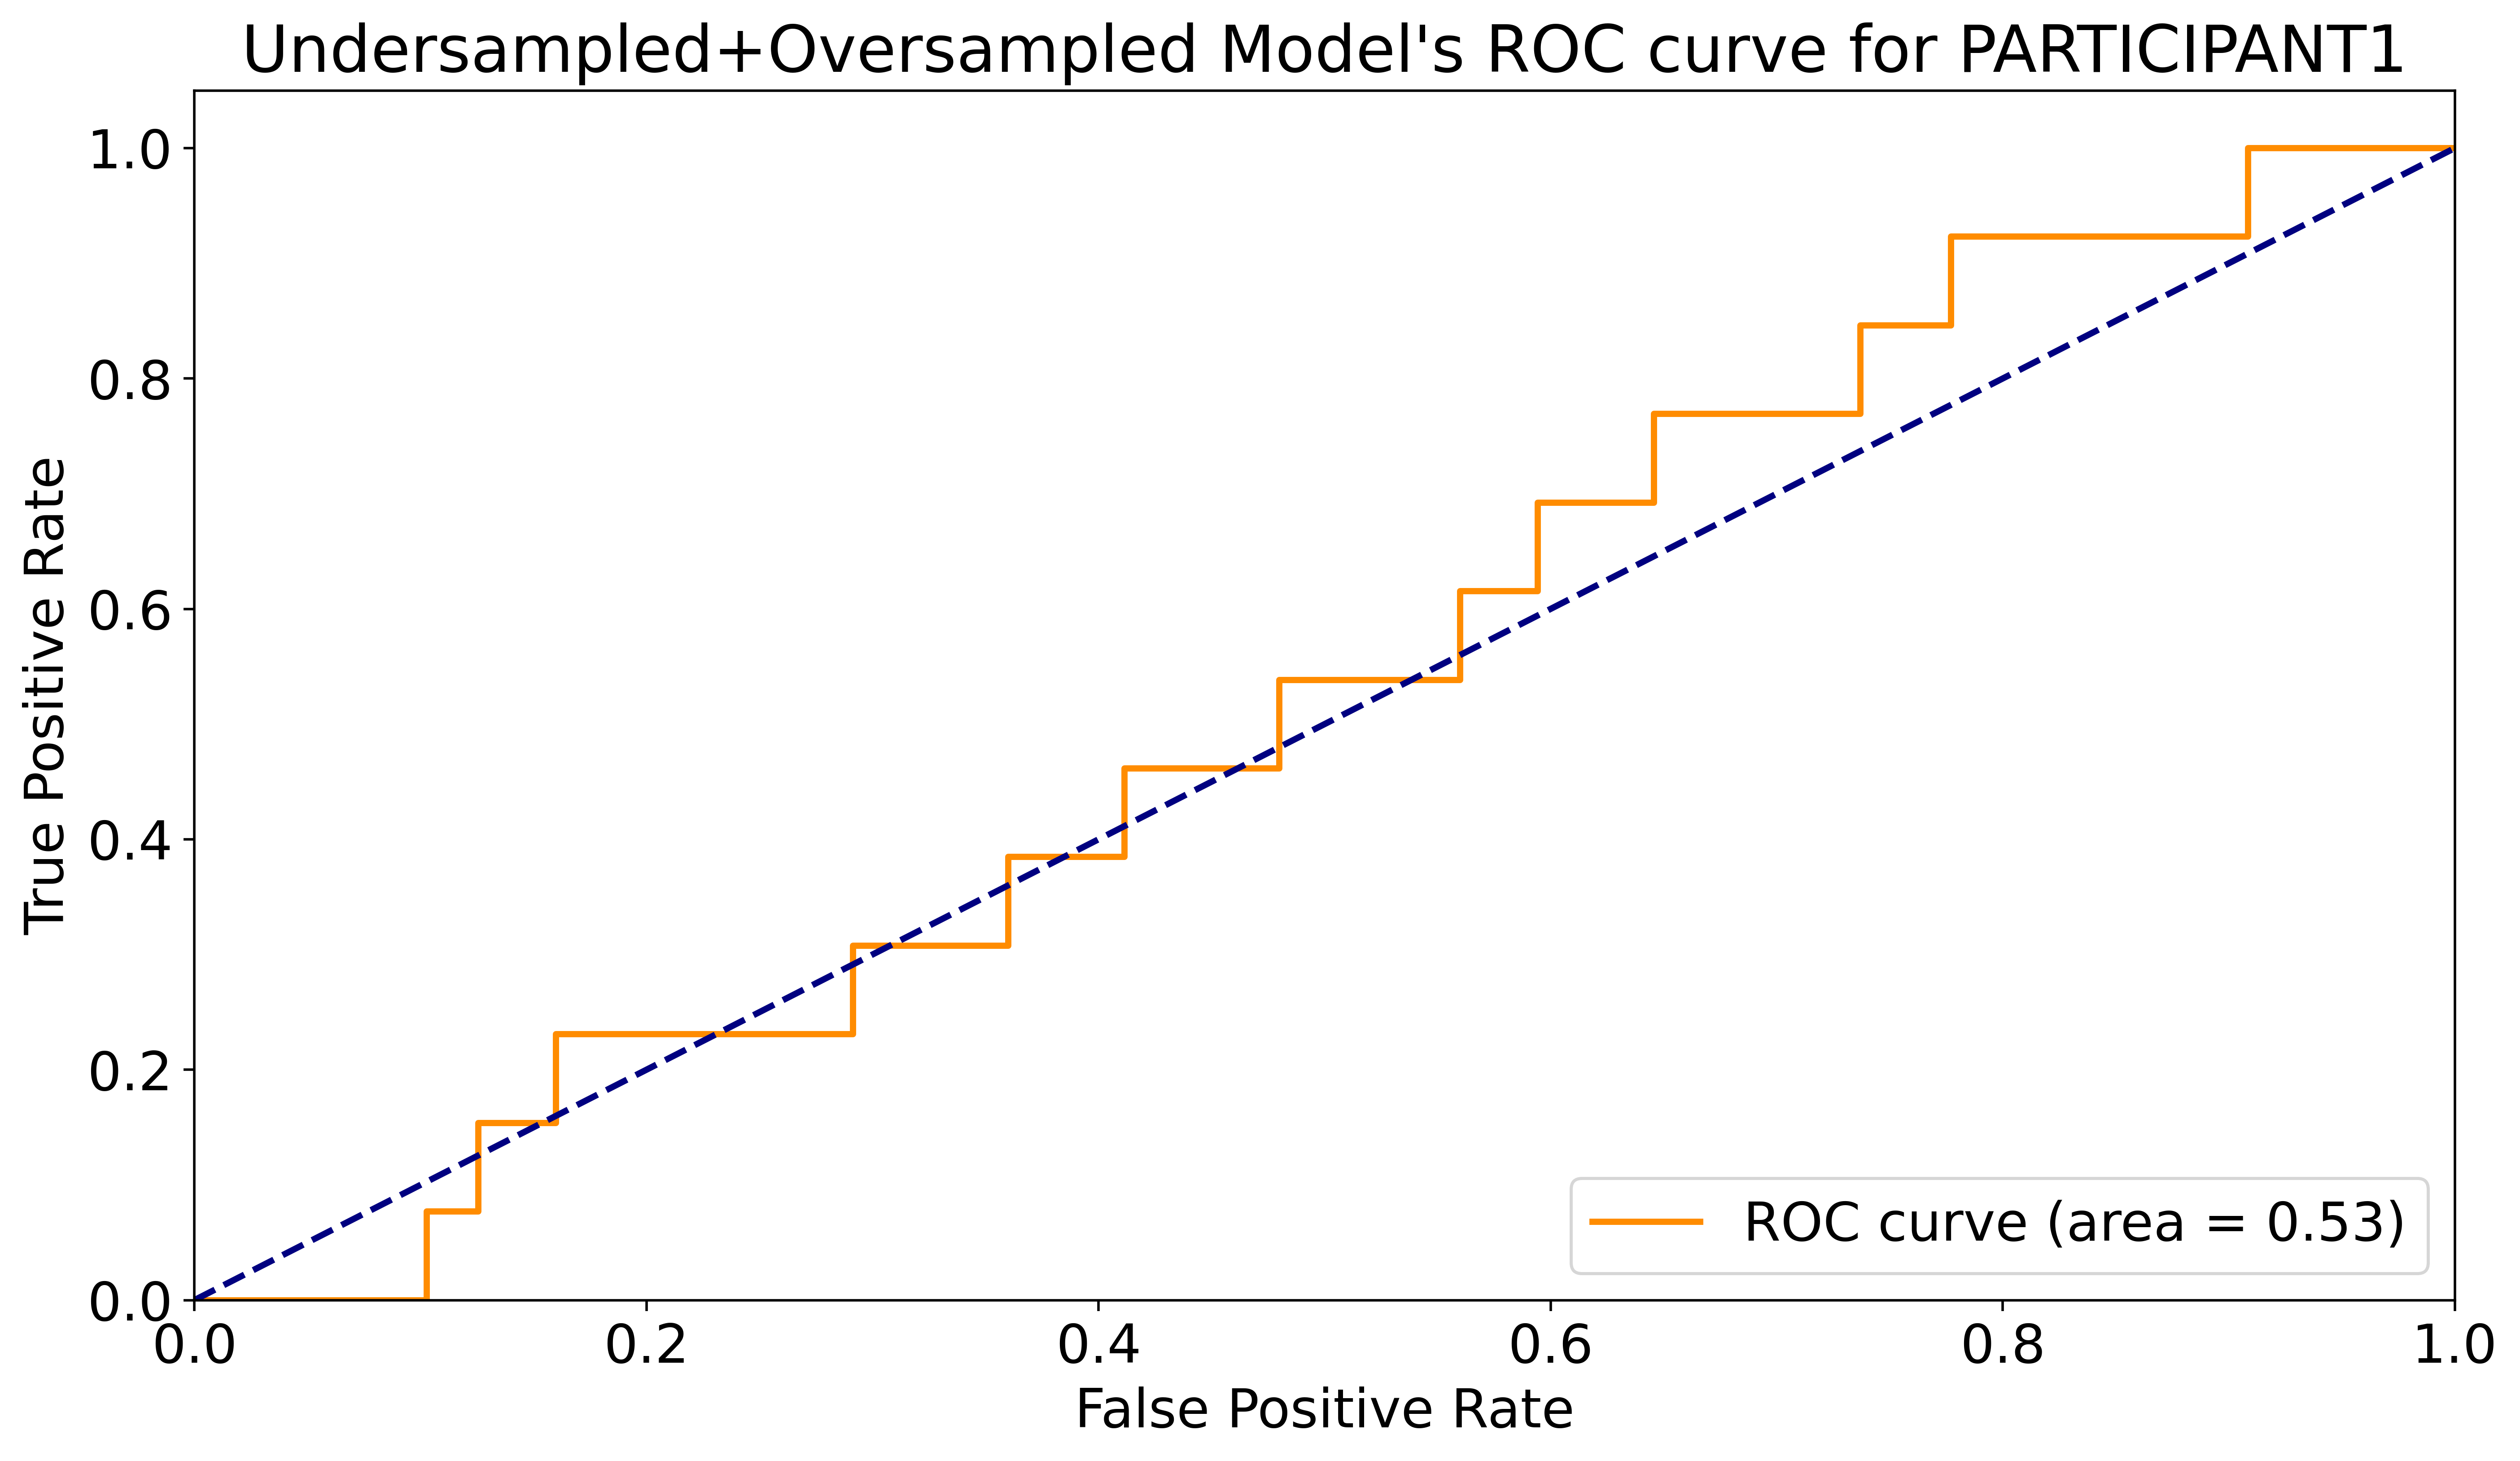 Undersampled+Oversampled Model's ROC curve for PARTICIPANT1
True Positive Rate
1.0
0.8
0.6
0.4
0.2
0.0
0.0 0.2 0.4 0.6 0.8 1.0
False Positive Rate
ROC curve (area = 0.53)